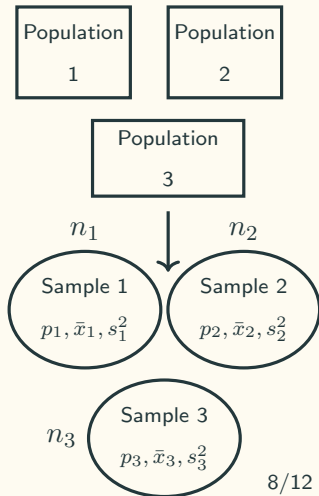 Population
1
Population
2
Population
3
n₁
n₂
Sample 1
p₁, x̄₁, s₁²
Sample 2
p₂, x̄₂, s₂²
Sample 3
p₃, x̄₃, s₃²
n₃
8/12